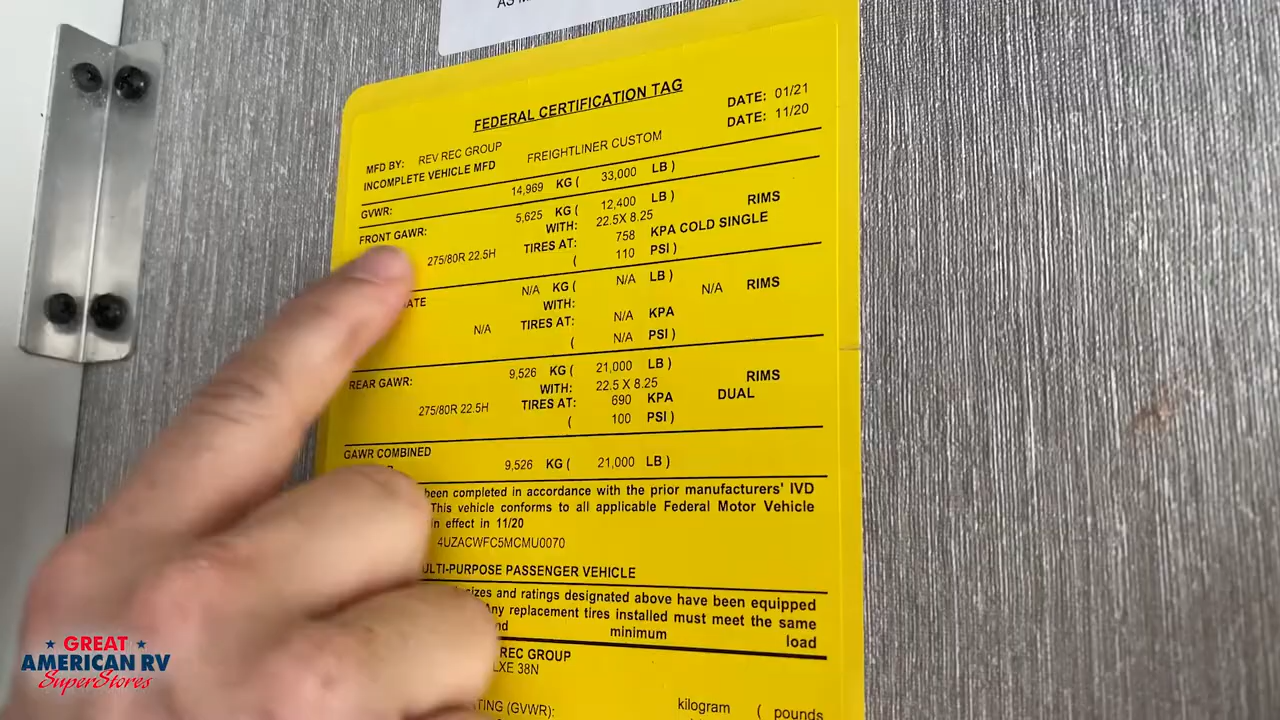 AS M
FEDERAL CERTIFICATION TAG
DATE: 01/21
DATE: 11/20
MFD BY: REV REC GROUP
INCOMPLETE VEHICLE MFD FREIGHTLINER CUSTOM
GVWR: 14,969 KG ( 33,000 LB )
FRONT GAWR: 5,625 KG ( 12,400 LB )
WITH: 22.5X 8.25 RIMS
275/80R 22.5H TIRES AT: 758 KPA COLD SINGLE
( 110 PSI )
ATE N/A KG ( N/A LB )
WITH: N/A RIMS
N/A TIRES AT: N/A KPA
( N/A PSI )
REAR GAWR: 9,526 KG ( 21,000 LB )
WITH: 22.5 X 8.25 RIMS
275/80R 22.5H TIRES AT: 690 KPA DUAL
( 100 PSI )
GAWR COMBINED
9,526 KG ( 21,000 LB )
been completed in accordance with the prior manufacturers' IVD
This vehicle conforms to all applicable Federal Motor Vehicle
in effect in 11/20
4UZACWFC5MCMU0070
ULTI-PURPOSE PASSENGER VEHICLE
sizes and ratings designated above have been equipped
Any replacement tires installed must meet the same
nd minimum load
REC GROUP
LXE 38N
TING (GVWR): kilogram ( pounds
GREAT
AMERICAN RV
SuperStores